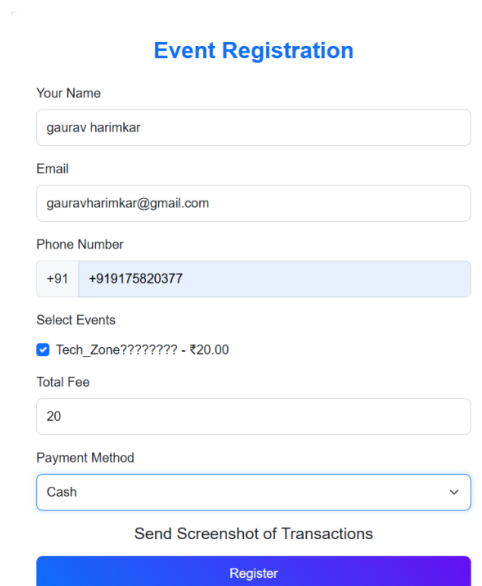 Event Registration
Your Name
gaurav harimkar
Email
gauravharimkar@gmail.com
Phone Number
+91 +919175820377
Select Events
Tech_Zone???????? - ₹20.00
Total Fee
20
Payment Method
Cash
Send Screenshot of Transactions
Register